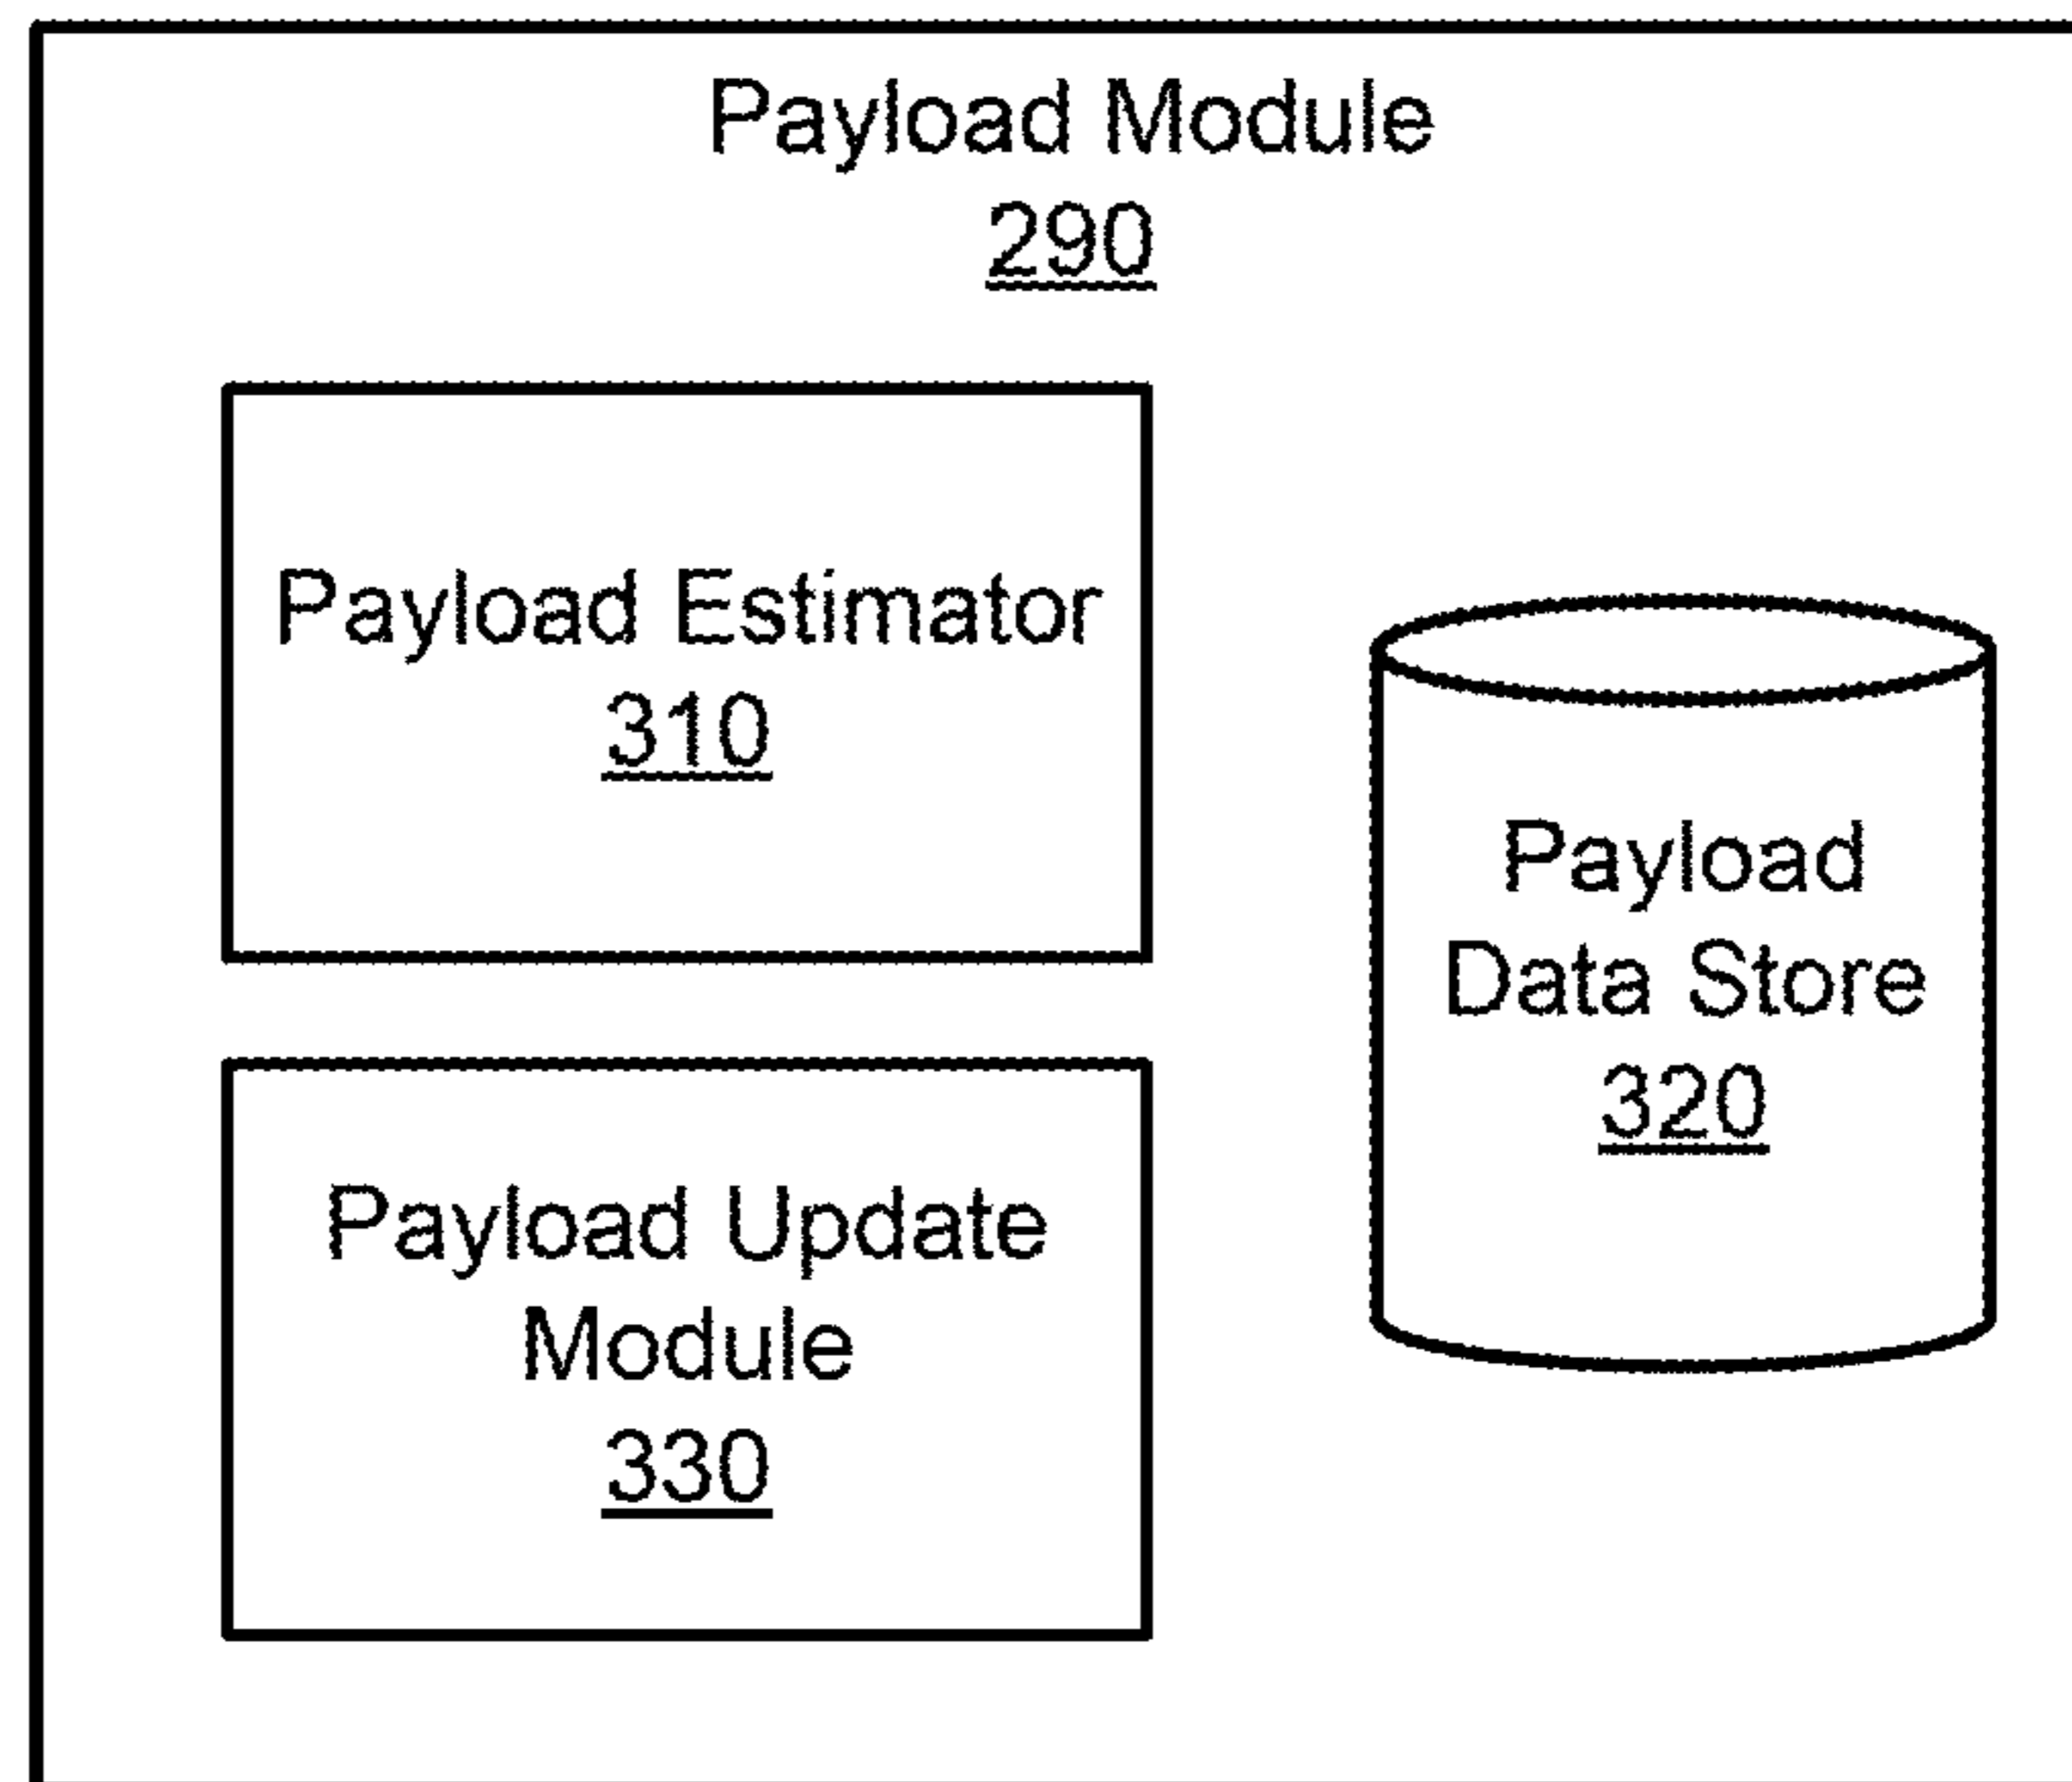 Payload Module
290
Payload Estimator
310
Payload
Data Store
320
Payload Update
Module
330